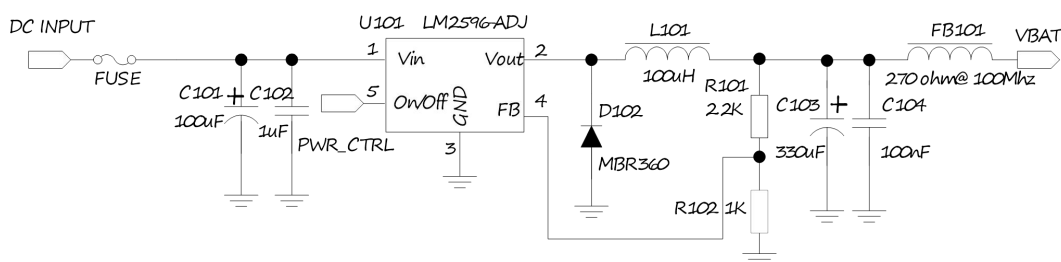 DC INPUT
FUSE
C101
100uF
C102
1uF
U101 LM2596-ADJ
1
Vin
Vout
2
5
On/Off
GND
FB
4
3
PWR_CTRL
D102
MBR360
L101
100uH
R101
2.2K
R102 1K
C103
330uF
C104
100nF
FB101
270 ohm@ 100Mhz
VBAT